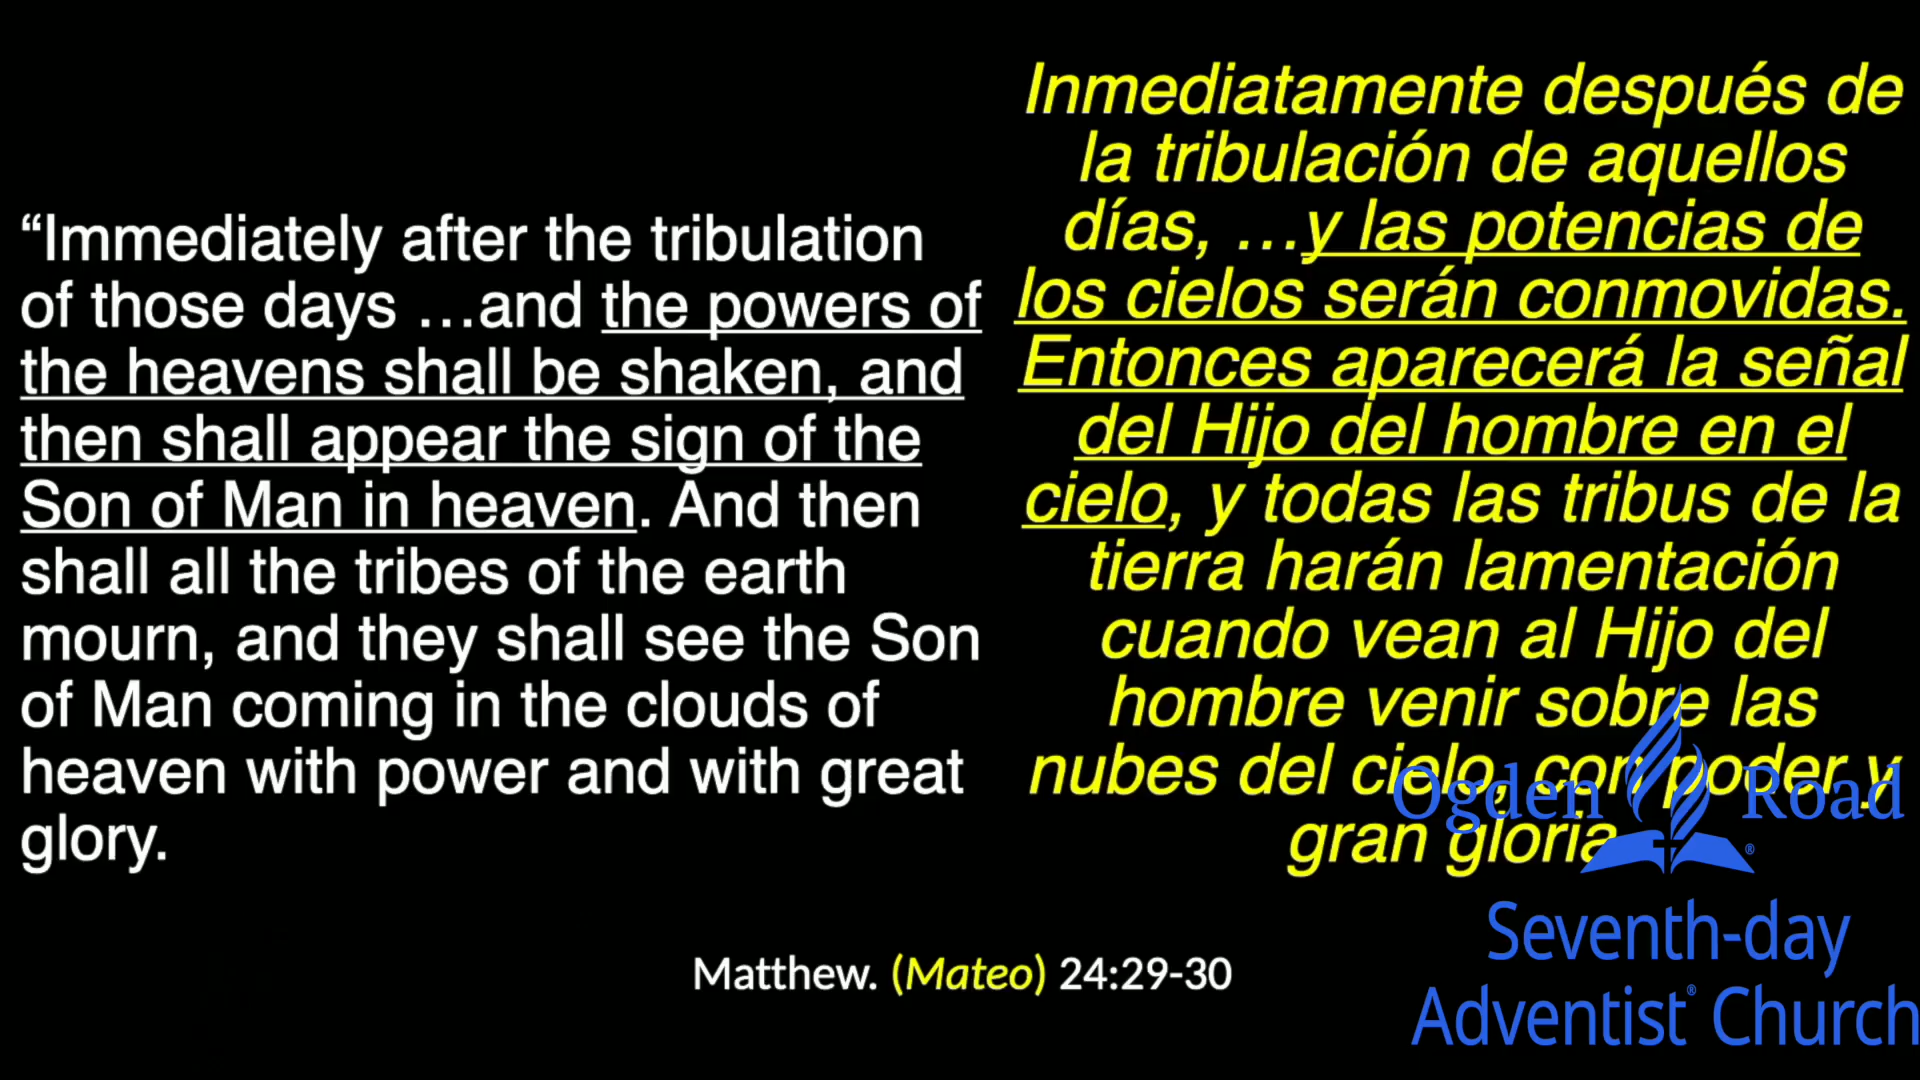 “Immediately after the tribulation
of those days …and the powers of
the heavens shall be shaken, and
then shall appear the sign of the
Son of Man in heaven. And then
shall all the tribes of the earth
mourn, and they shall see the Son
of Man coming in the clouds of
heaven with power and with great
glory.
Inmediatamente después de
la tribulación de aquellos
días, …y las potencias de
los cielos serán conmovidas.
Entonces aparecerá la señal
del Hijo del hombre en el
cielo, y todas las tribus de la
tierra harán lamentación
cuando vean al Hijo del
hombre venir sobre las
nubes del cielo, con poder y
gran gloria
Matthew. (Mateo) 24:29-30
Ogden Road
®
Seventh-day
Adventist® Church